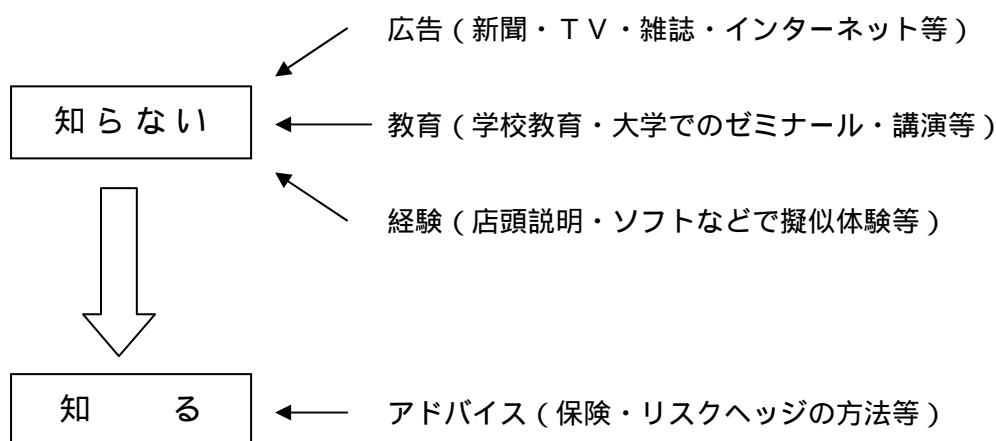 広告(新聞・TV・雑誌・インターネット等)
知らない
教育(学校教育・大学でのゼミナール・講演等)
経験(店頭説明・ソフトなどで擬似体験等)
知 る
アドバイス(保険・リスクヘッジの方法等)